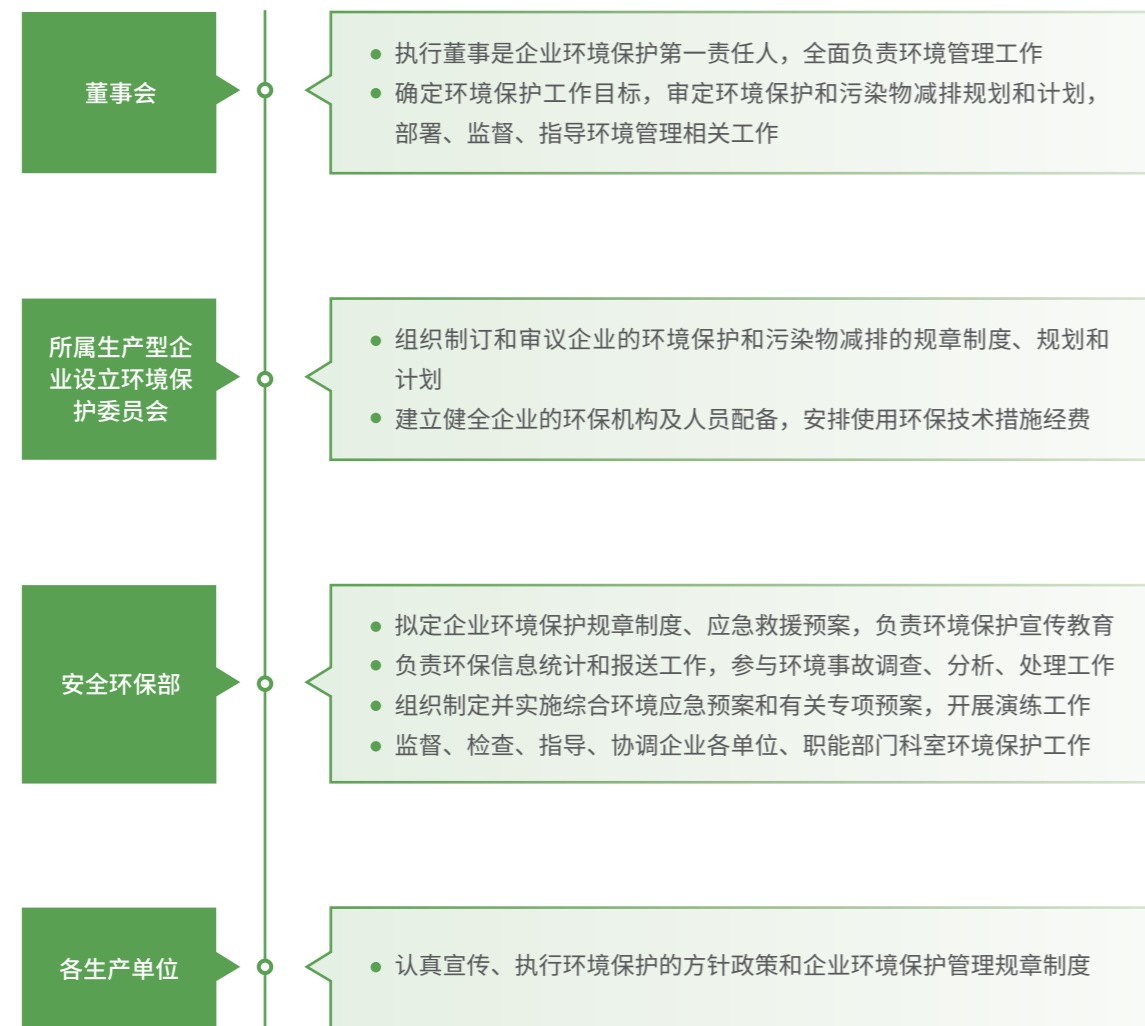 董事会
执行董事是企业环境保护第一责任人，全面负责环境管理工作
确定环境保护工作目标，审定环境保护和污染物减排规划和计划，
部署、监督、指导环境管理相关工作
所属生产型企
业设立环境保
护委员会
组织制订和审议企业的环境保护和污染物减排的规章制度、规划和
计划
建立健全企业的环保机构及人员配备，安排使用环保技术措施经费
安全环保部
拟定企业环境保护规章制度、应急救援预案，负责环境保护宣传教育
负责环保信息统计和报送工作，参与环境事故调查、分析、处理工作
组织制定并实施综合环境应急预案和有关专项预案，开展演练工作
监督、检查、指导、协调企业各单位、职能部门科室环境保护工作
各生产单位
认真宣传、执行环境保护的方针政策和企业环境保护管理规章制度